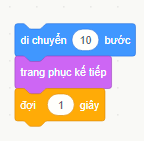 di chuyển 10 bước
trang phục kế tiếp
đợi 1 giây